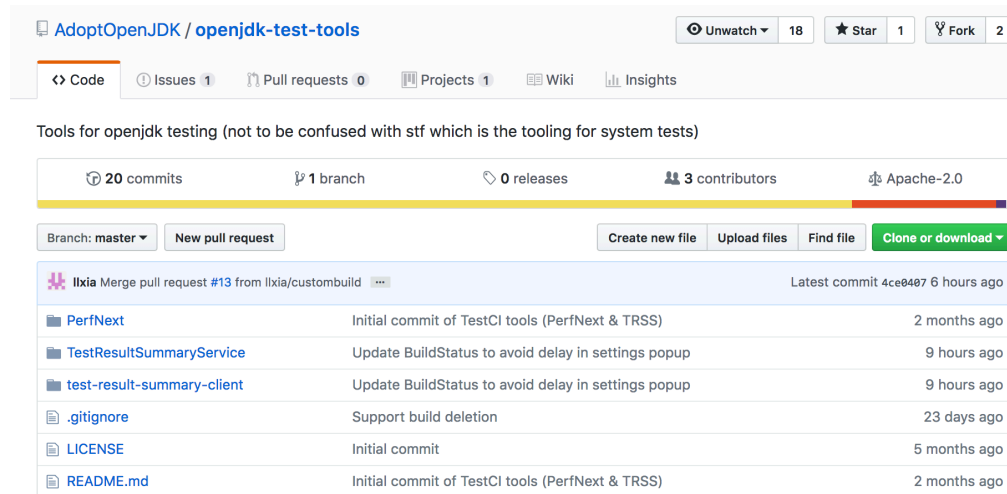 AdoptOpenJDK / openjdk-test-tools
Unwatch 18 Star 1 Fork 2
Code Issues 1 Pull requests 0 Projects 1 Wiki Insights
Tools for openjdk testing (not to be confused with stf which is the tooling for system tests)
20 commits 1 branch 0 releases 3 contributors Apache-2.0
Branch: master New pull request Create new file Upload files Find file Clone or download
llxia Merge pull request #13 from llxia/custombuild ... Latest commit 4ce0407 6 hours ago
PerfNext Initial commit of TestCI tools (PerfNext & TRSS) 2 months ago
TestResultSummaryService Update BuildStatus to avoid delay in settings popup 9 hours ago
test-result-summary-client Update BuildStatus to avoid delay in settings popup 9 hours ago
.gitignore Support build deletion 23 days ago
LICENSE Initial commit 5 months ago
README.md Initial commit of TestCI tools (PerfNext & TRSS) 2 months ago